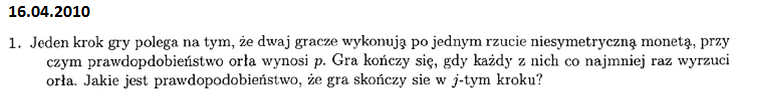 16.04.2010
1. Jeden krok gry polega na tym, że dwaj gracze wykonują po jednym rzucie niesymetryczną monetą, przy
czym prawdopdobieństwo orła wynosi p. Gra kończy się, gdy każdy z nich co najmniej raz wyrzuci
orła. Jakie jest prawdopodobieństwo, że gra skończy sie w j-tym kroku?